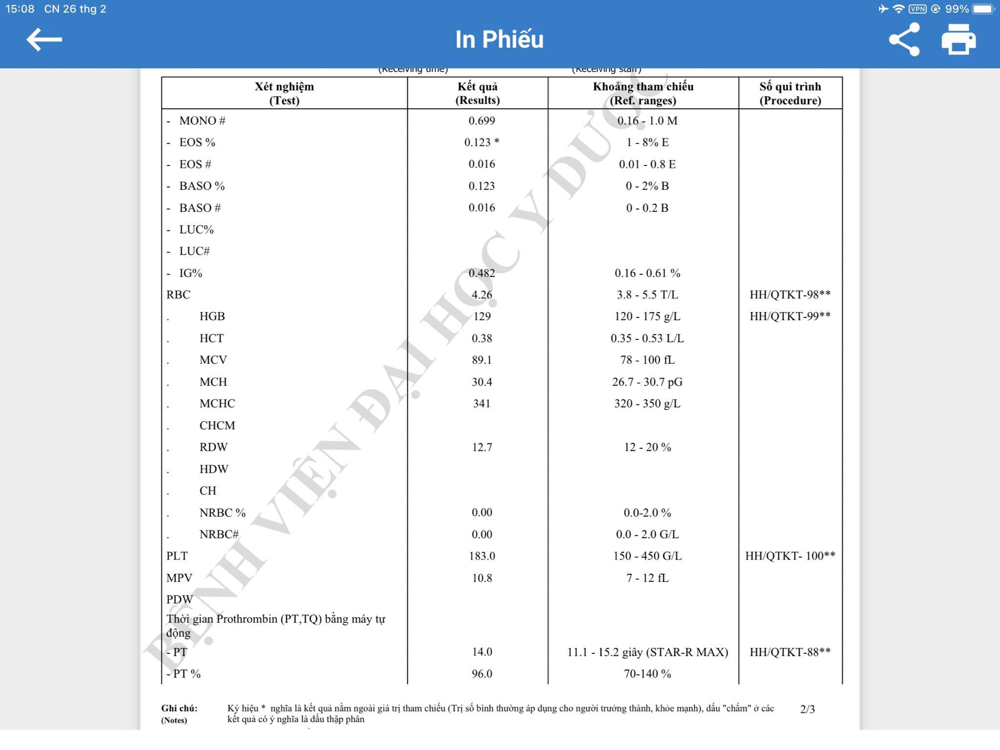 15:08 CN 26 thg 2
VPN 99%
In Phiếu
(Receiving time) (Receiving staff)
Xét nghiệm Kết quả Khoảng tham chiếu Số qui trình
(Test) (Results) (Ref. ranges) (Procedure)
- MONO # 0.699 0.16 - 1.0 M
- EOS % 0.123 * 1 - 8% E
- EOS # 0.016 0.01 - 0.8 E
- BASO % 0.123 0 - 2% B
- BASO # 0.016 0 - 0.2 B
- LUC%
- LUC#
- IG% 0.482 0.16 - 0.61 %
RBC 4.26 3.8 - 5.5 T/L HH/QTKT-98**
. HGB 129 120 - 175 g/L HH/QTKT-99**
. HCT 0.38 0.35 - 0.53 L/L
. MCV 89.1 78 - 100 fL
. MCH 30.4 26.7 - 30.7 pG
. MCHC 341 320 - 350 g/L
. CHCM
. RDW 12.7 12 - 20 %
. HDW
. CH
. NRBC % 0.00 0.0-2.0 %
. NRBC# 0.00 0.0 - 2.0 G/L
PLT 183.0 150 - 450 G/L HH/QTKT- 100**
MPV 10.8 7 - 12 fL
PDW
Thời gian Prothrombin (PT,TQ) bằng máy tự
động
- PT 14.0 11.1 - 15.2 giây (STAR-R MAX) HH/QTKT-88**
- PT % 96.0 70-140 %
BỆNH VIỆN ĐẠI HỌC Y DƯỢC
Ghi chú: Ký hiệu * nghĩa là kết quả nằm ngoài giá trị tham chiếu (Trị số bình thường áp dụng cho người trưởng thành, khỏe mạnh), dấu "chấm" ở các 2/3
(Notes) kết quả có ý nghĩa là dấu thập phân